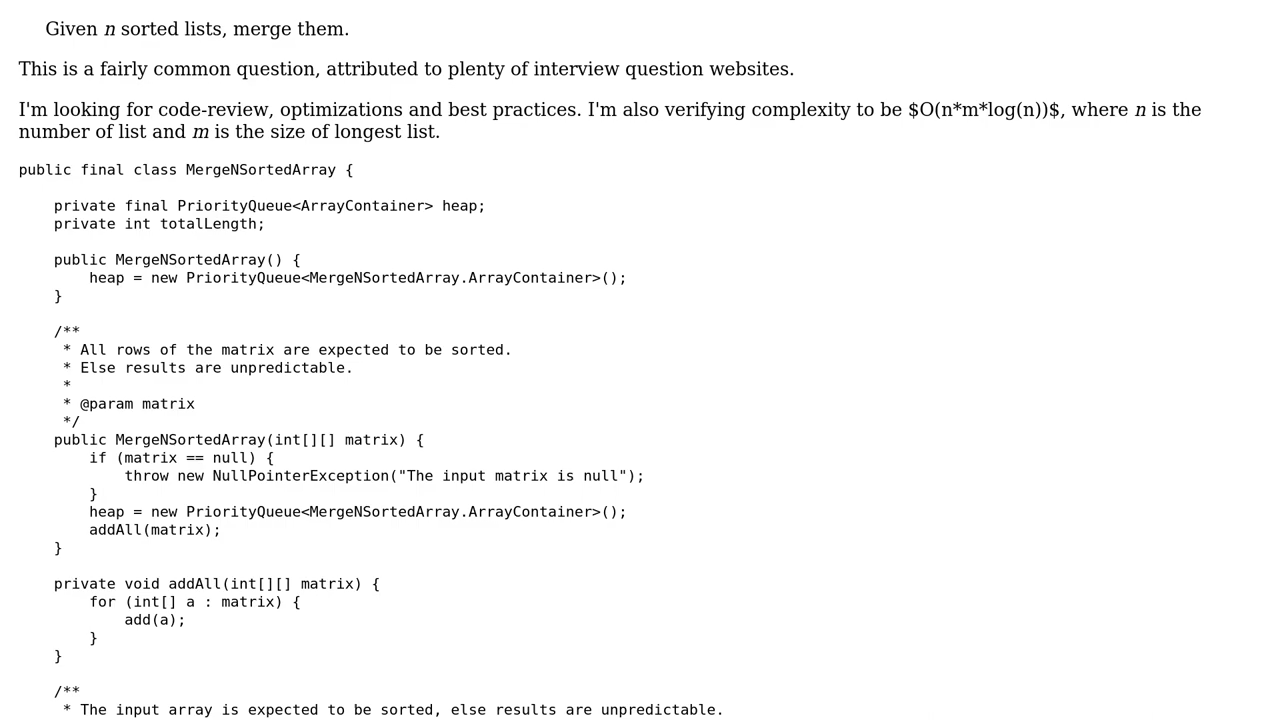 Given n sorted lists, merge them.
This is a fairly common question, attributed to plenty of interview question websites.
I'm looking for code-review, optimizations and best practices. I'm also verifying complexity to be $O(n*m*log(n))$, where n is the
number of list and m is the size of longest list.
public final class MergeNSortedArray {
    private final PriorityQueue<ArrayContainer> heap;
    private int totalLength;
    public MergeNSortedArray() {
        heap = new PriorityQueue<MergeNSortedArray.ArrayContainer>();
    }
    /**
     * All rows of the matrix are expected to be sorted.
     * Else results are unpredictable.
     *
     * @param matrix
     */
    public MergeNSortedArray(int[][] matrix) {
        if (matrix == null) {
            throw new NullPointerException("The input matrix is null");
        }
        heap = new PriorityQueue<MergeNSortedArray.ArrayContainer>();
        addAll(matrix);
    }
    private void addAll(int[][] matrix) {
        for (int[] a : matrix) {
            add(a);
        }
    }
    /**
     * The input array is expected to be sorted, else results are unpredictable.